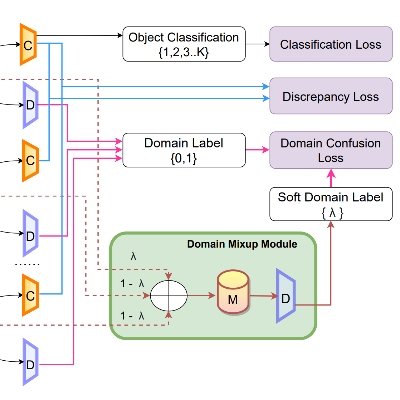 C
Object Classification
{1,2,3..K}
Classification Loss
D
Discrepancy Loss
C
Domain Label
{0,1}
Domain Confusion
Loss
Soft Domain Label
{ λ }
D
Domain Mixup Module
λ
1 - λ
1 - λ
M
D
.....
C
D